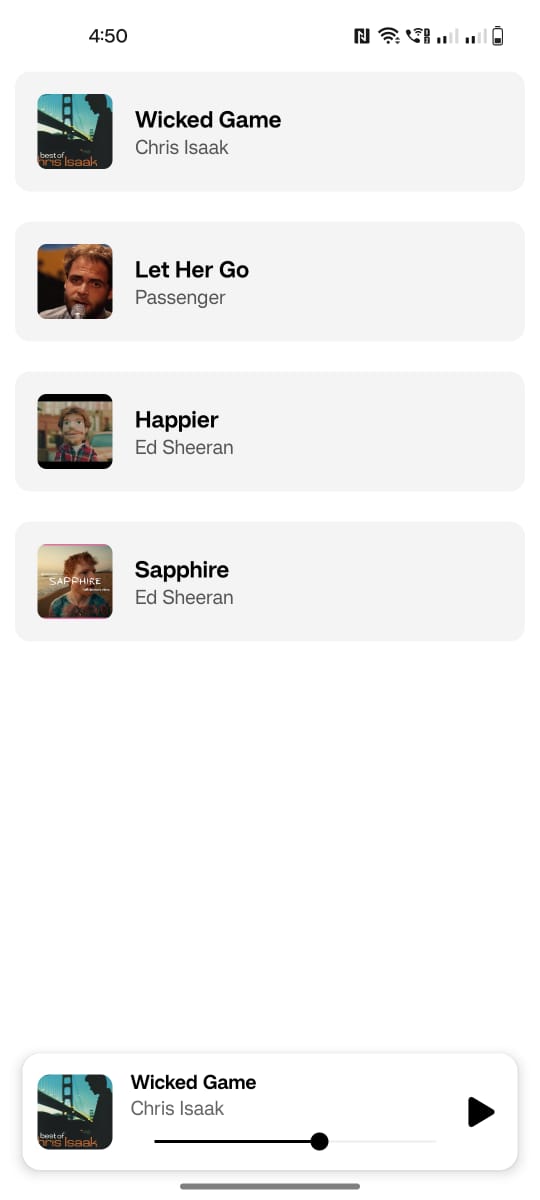 4:50
best of
hris Isaak
Wicked Game
Chris Isaak
Let Her Go
Passenger
Happier
Ed Sheeran
SAPPHIRE
Sapphire
Ed Sheeran
best of
hris Isaak
Wicked Game
Chris Isaak